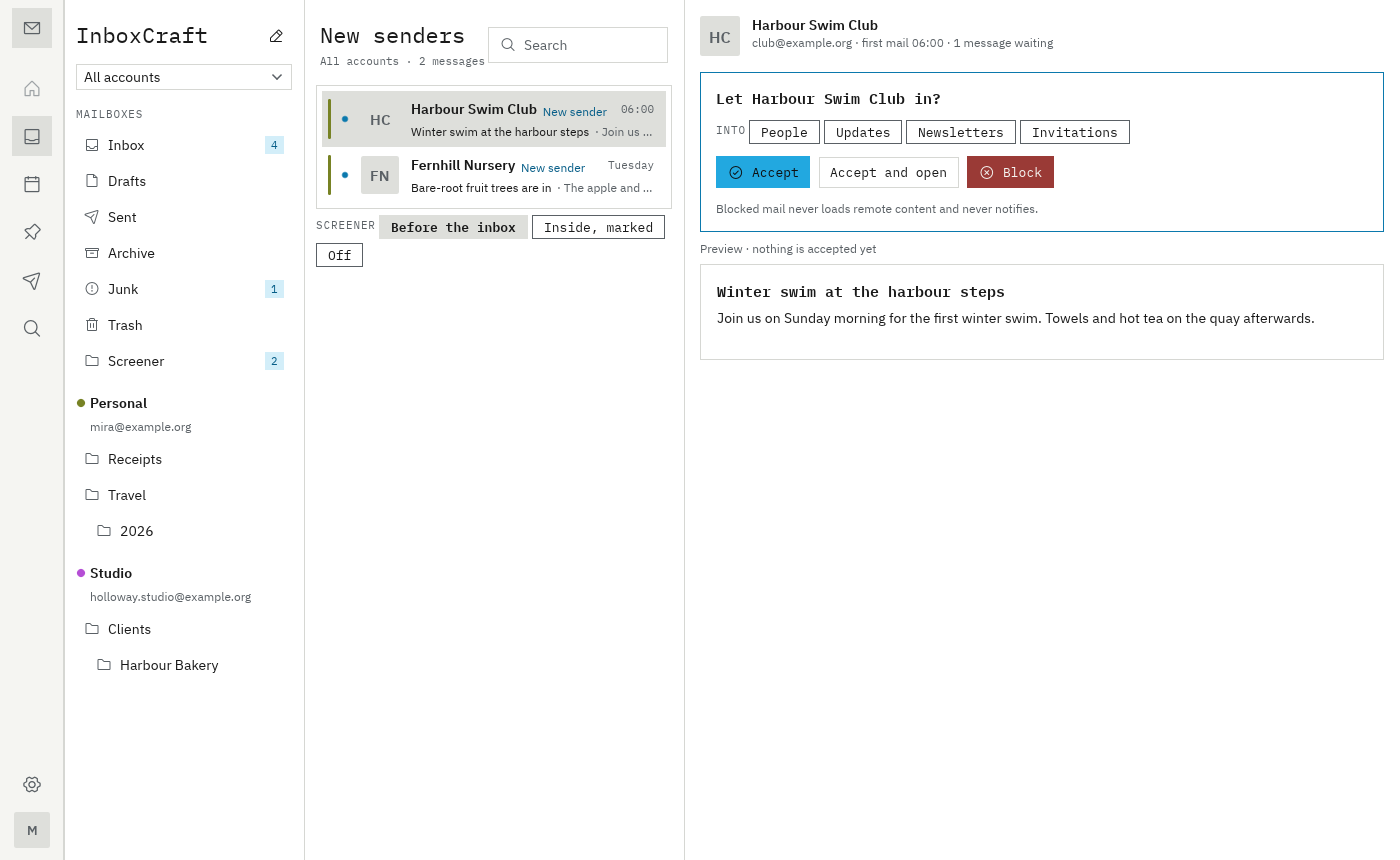 InboxCraft
All accounts
MAILBOXES
Inbox 4
Drafts
Sent
Archive
Junk 1
Trash
Screener 2
Personal
mira@example.org
Receipts
Travel
2026
Studio
holloway.studio@example.org
Clients
Harbour Bakery
M
New senders
All accounts · 2 messages
Search
HC
Harbour Swim Club New sender 06:00
Winter swim at the harbour steps · Join us …
FN
Fernhill Nursery New sender Tuesday
Bare-root fruit trees are in · The apple and …
SCREENER Before the inbox Inside, marked
Off
HC
Harbour Swim Club
club@example.org · first mail 06:00 · 1 message waiting
Let Harbour Swim Club in?
INTO People Updates Newsletters Invitations
Accept Accept and open Block
Blocked mail never loads remote content and never notifies.
Preview · nothing is accepted yet
Winter swim at the harbour steps
Join us on Sunday morning for the first winter swim. Towels and hot tea on the quay afterwards.